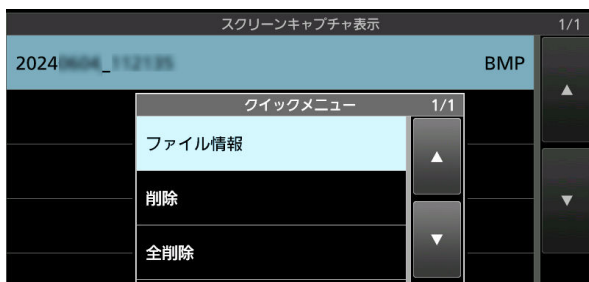 スクリーンキャプチャ表示 1/1
2024 BMP
クイックメニュー 1/1
ファイル情報
削除
全削除